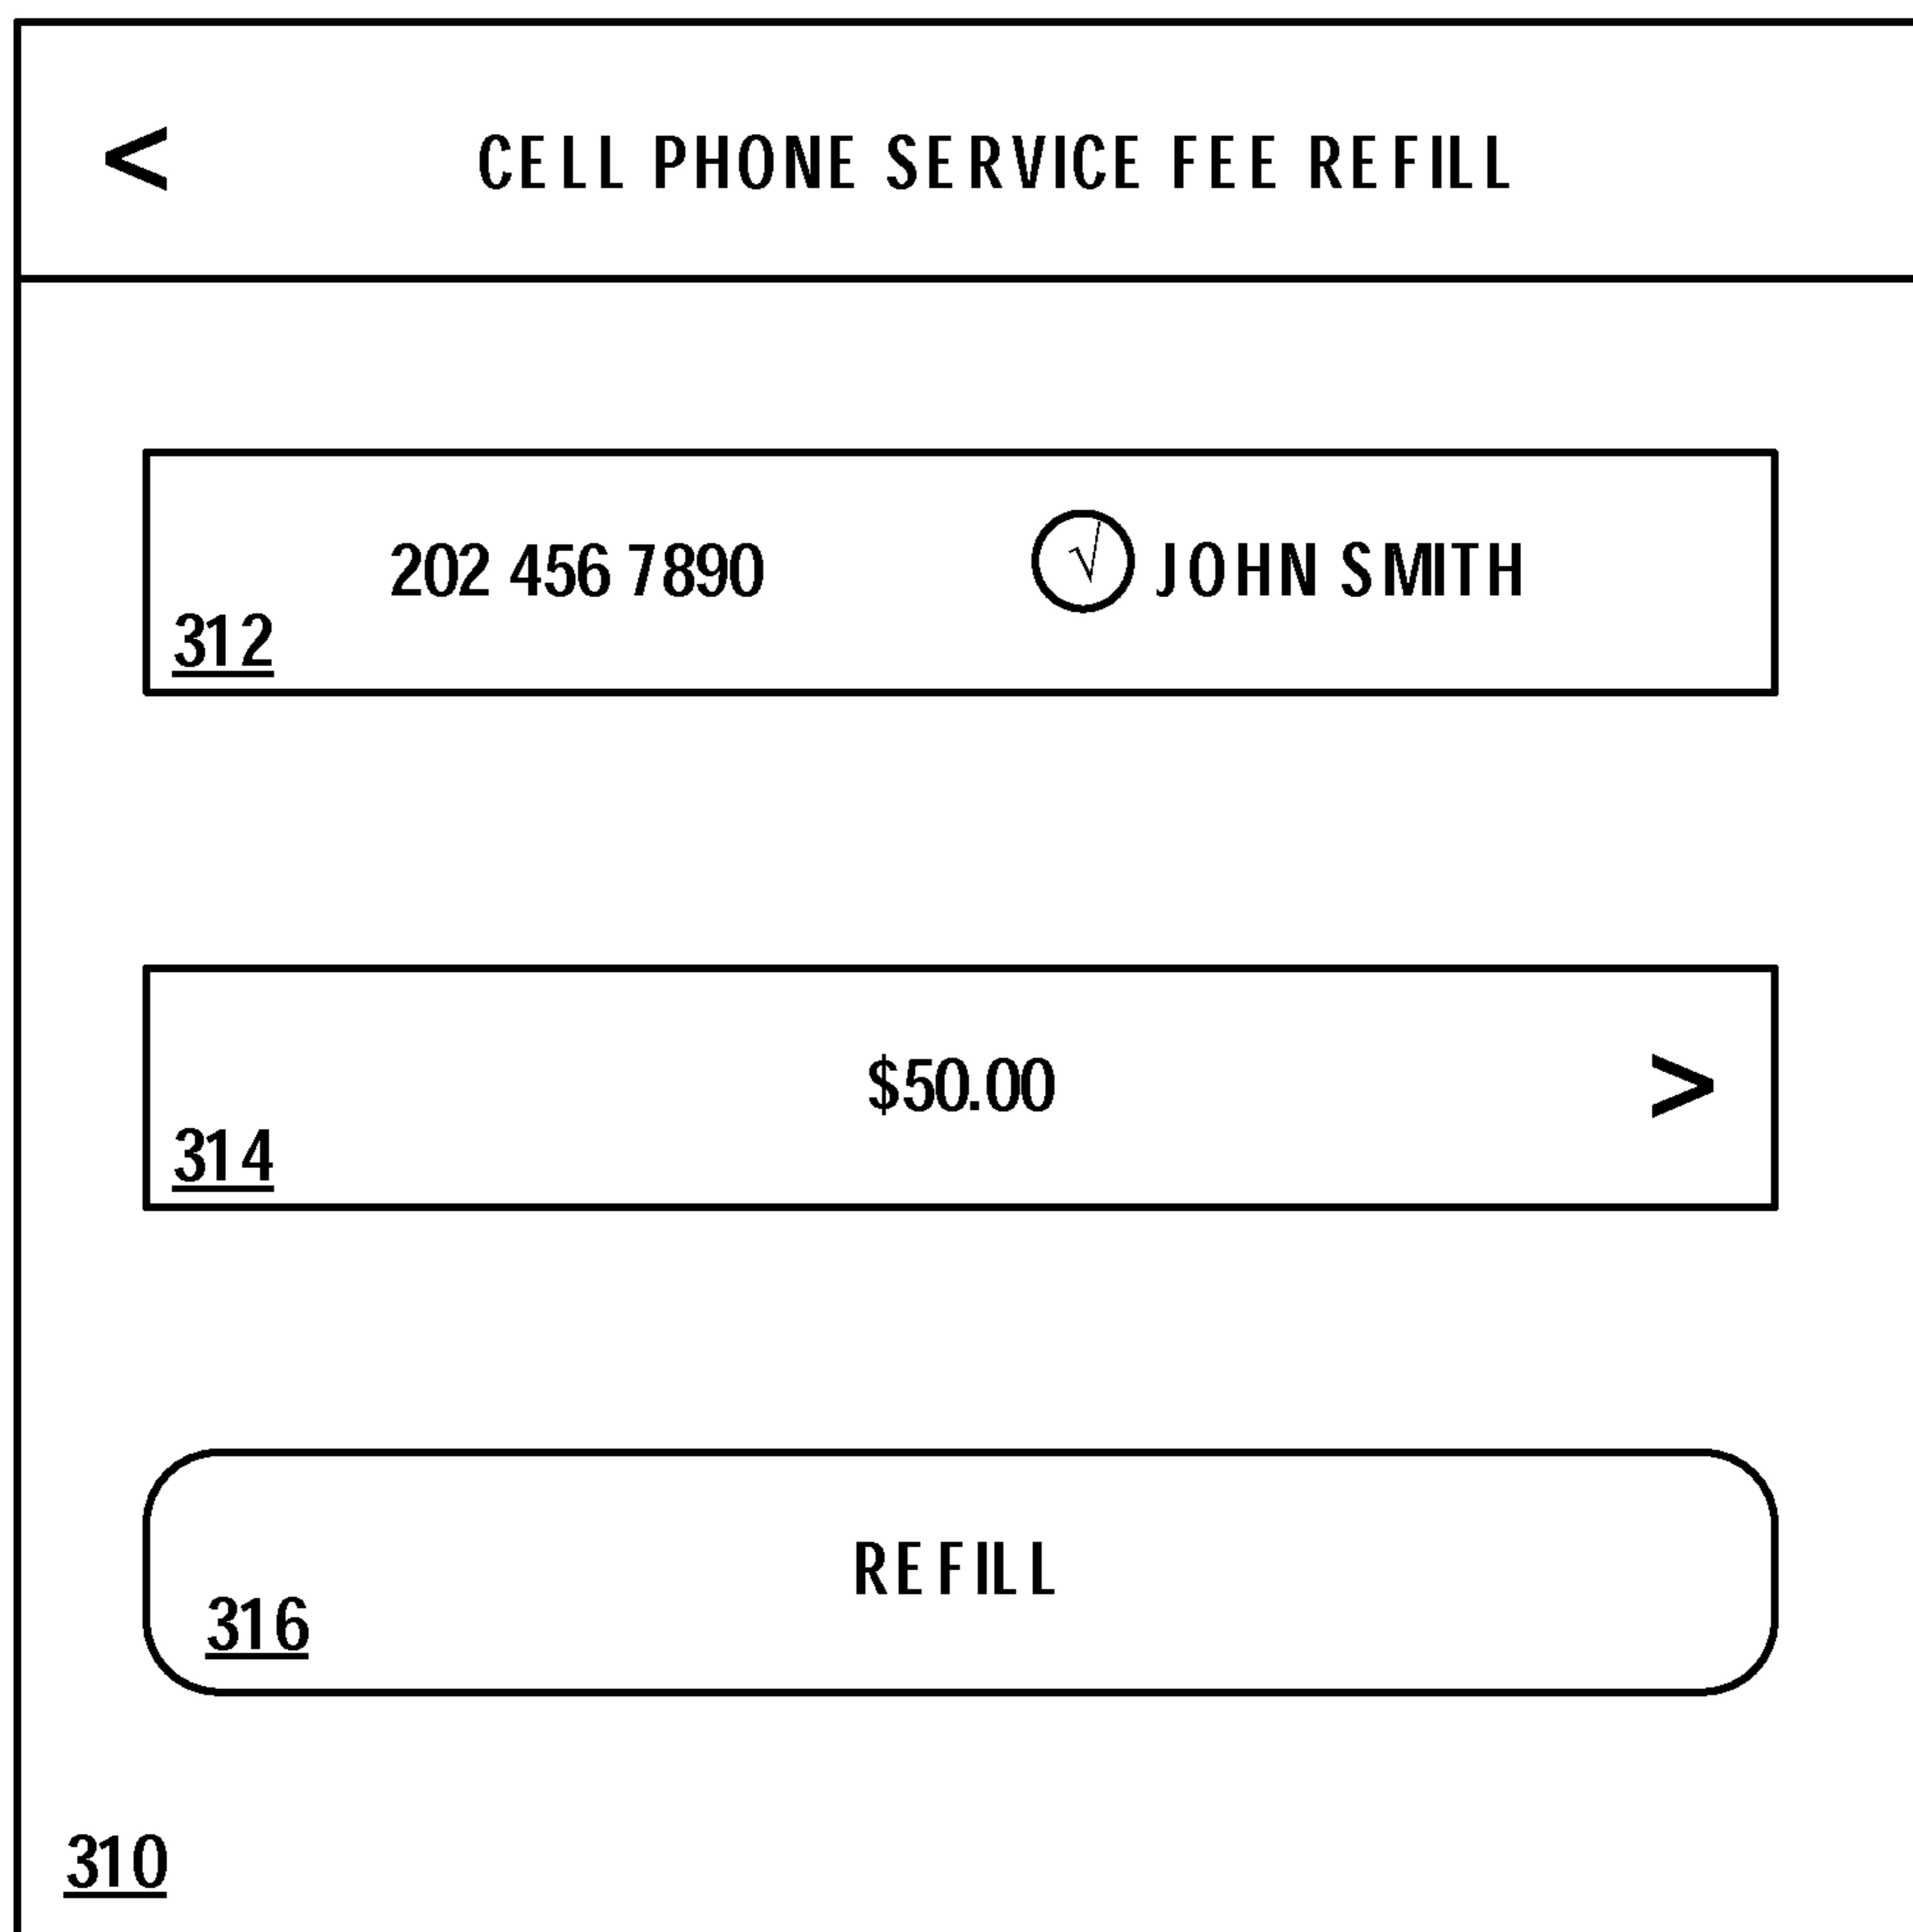 < CELL PHONE SERVICE FEE REFILL
202 456 7890 √ JOHN SMITH
312
$50.00 >
314
REFILL
316
310